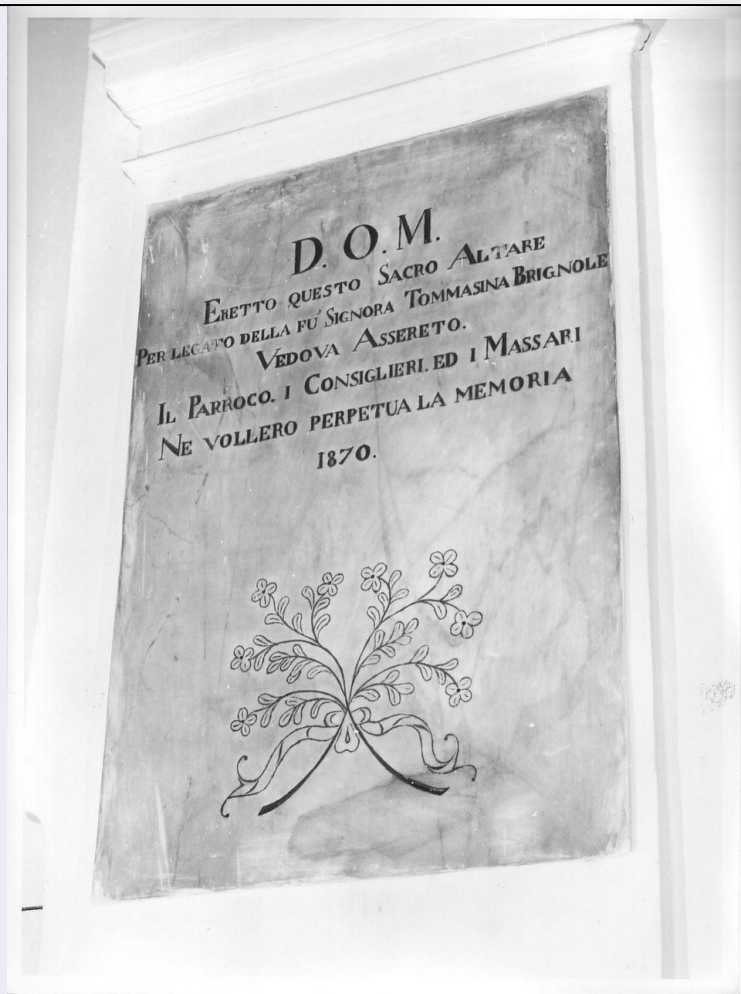 D. O. M.
ERETTO QUESTO SACRO ALTARE
PER LEGATO DELLA FU' SIGNORA TOMMASINA BRIGNOLE
VEDOVA ASSERETO.
IL PARROCO. I CONSIGLIERI. ED I MASSARI
NE VOLLERO PERPETUA LA MEMORIA
1870.